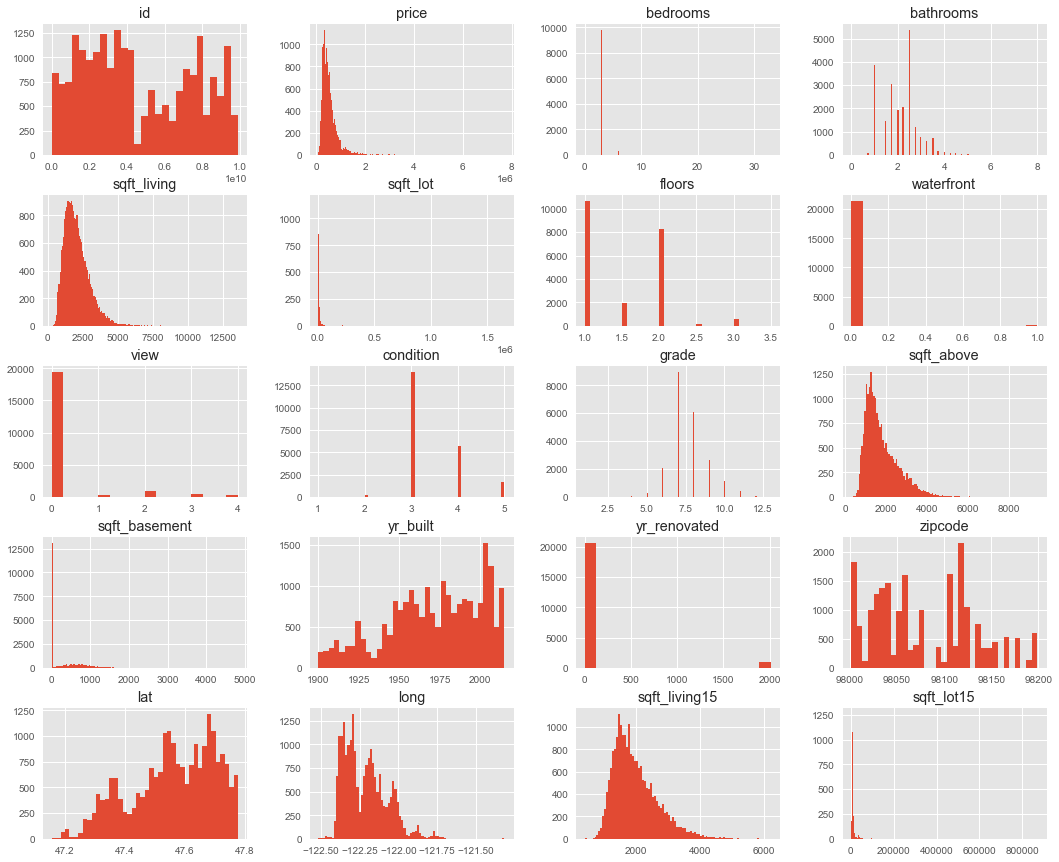 id
1250
1000
750
500
250
0
0.0 0.2 0.4 0.6 0.8 1.0
1e10
price
1000
800
600
400
200
0
0 2 4 6 8
1e6
bedrooms
10000
8000
6000
4000
2000
0
0 10 20 30
bathrooms
5000
4000
3000
2000
1000
0
0 2 4 6 8
sqft_living
800
600
400
200
0
0 2500 5000 7500 10000 12500
sqft_lot
1000
750
500
250
0
0.0 0.5 1.0 1.5
1e6
floors
10000
8000
6000
4000
2000
0
1.0 1.5 2.0 2.5 3.0 3.5
waterfront
20000
15000
10000
5000
0
0.0 0.2 0.4 0.6 0.8 1.0
view
20000
15000
10000
5000
0
0 1 2 3 4
condition
12500
10000
7500
5000
2500
0
1 2 3 4 5
grade
8000
6000
4000
2000
0
2.5 5.0 7.5 10.0 12.5
sqft_above
1250
1000
750
500
250
0
0 2000 4000 6000 8000
sqft_basement
12500
10000
7500
5000
2500
0
0 1000 2000 3000 4000 5000
yr_built
1500
1000
500
0
1900 1925 1950 1975 2000
yr_renovated
20000
15000
10000
5000
0
0 500 1000 1500 2000
zipcode
2000
1500
1000
500
0
98000 98050 98100 98150 98200
lat
1250
1000
750
500
250
0
47.2 47.4 47.6 47.8
long
1250
1000
750
500
250
0
−122.50 −122.25 −122.00 −121.75 −121.50
sqft_living15
1000
800
600
400
200
0
2000 4000 6000
sqft_lot15
1250
1000
750
500
250
0
0 200000 400000 600000 800000